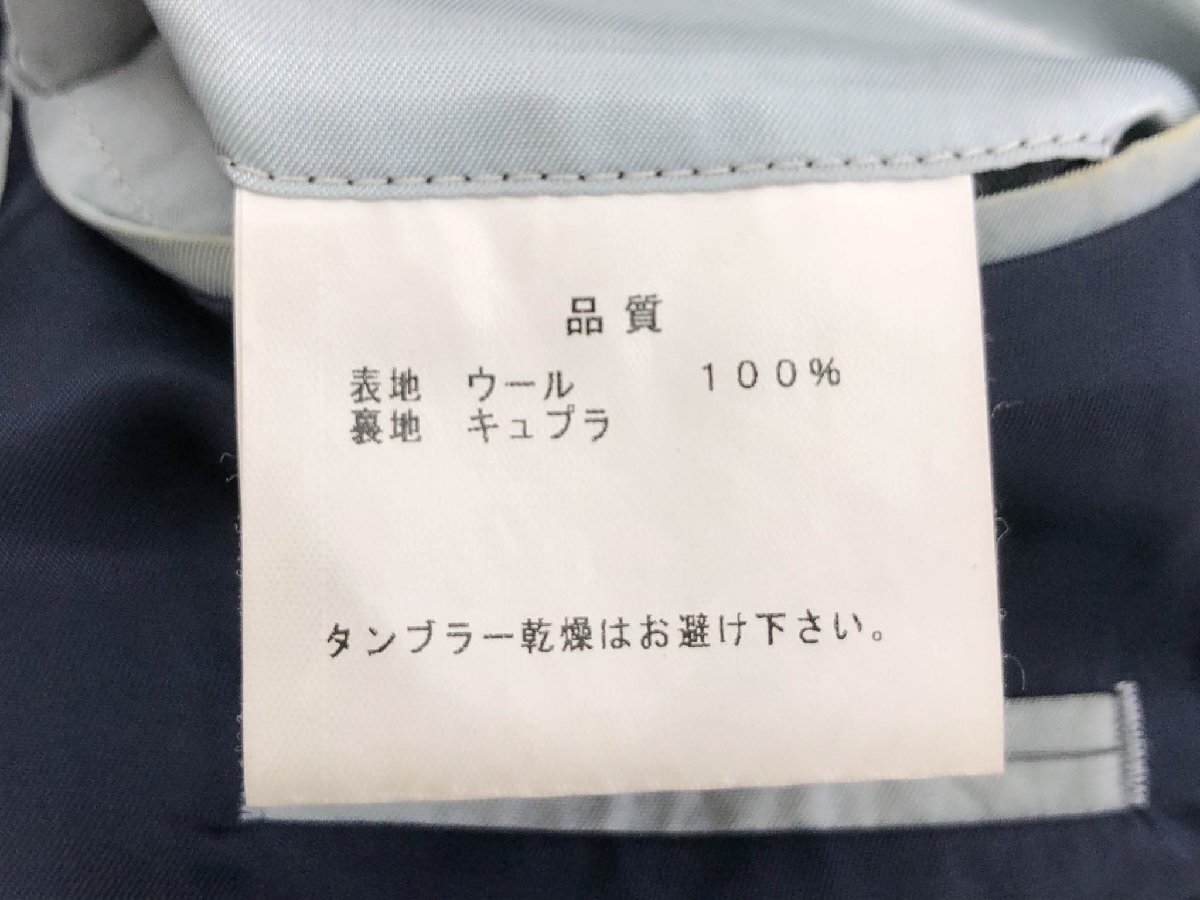 品質
表地 ウール 100%
裏地 キュプラ
タンブラー乾燥はお避け下さい。